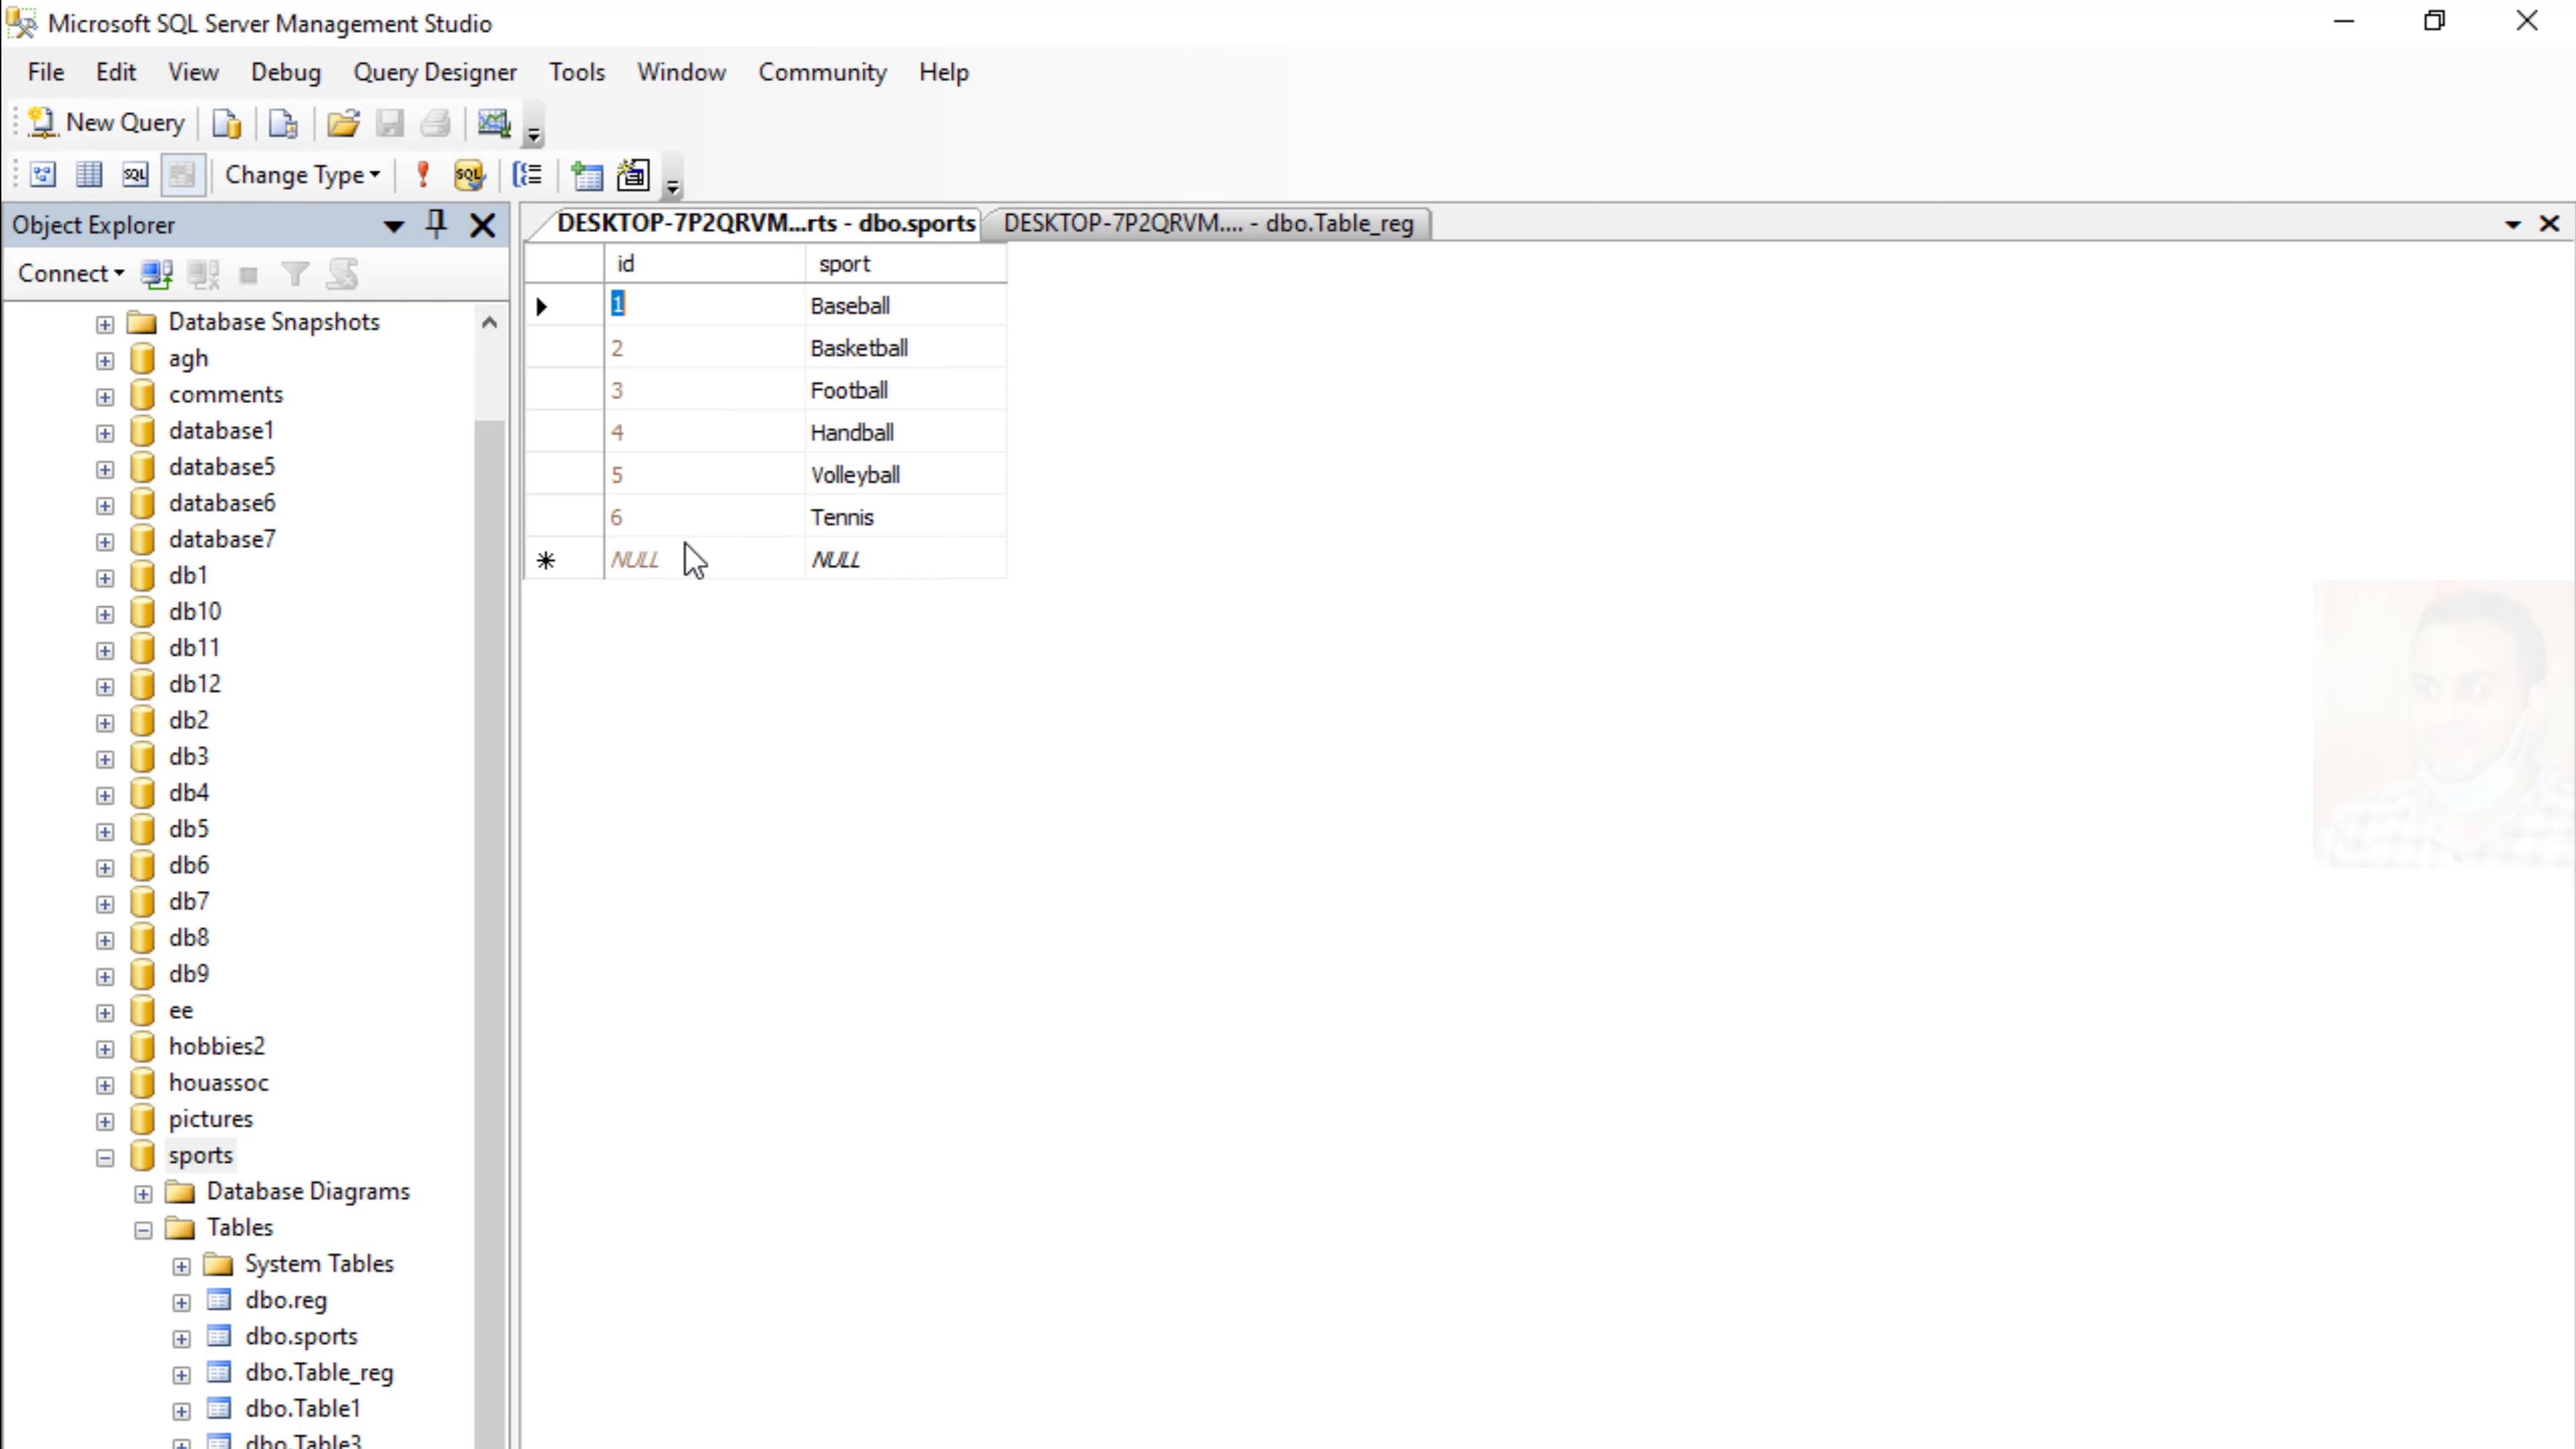 Microsoft SQL Server Management Studio
File Edit View Debug Query Designer Tools Window Community Help
New Query
SQL Change Type SQL
Object Explorer
Connect
Database Snapshots
agh
comments
database1
database5
database6
database7
db1
db10
db11
db12
db2
db3
db4
db5
db6
db7
db8
db9
ee
hobbies2
houassoc
pictures
sports
Database Diagrams
Tables
System Tables
dbo.reg
dbo.sports
dbo.Table_reg
dbo.Table1
dbo.Table3
DESKTOP-7P2QRVM...rts - dbo.sports DESKTOP-7P2QRVM.... - dbo.Table_reg
id sport
1 Baseball
2 Basketball
3 Football
4 Handball
5 Volleyball
6 Tennis
NULL NULL